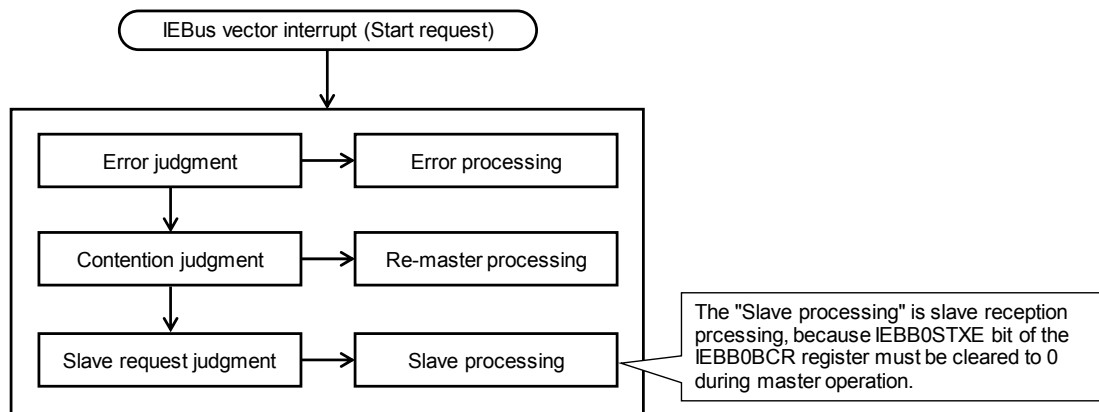 IEBus vector interrupt (Start request)
Error judgment
Error processing
Contention judgment
Re-master processing
Slave request judgment
Slave processing
The "Slave processing" is slave reception
prcessing, because IEBB0STXE bit of the
IEBB0BCR register must be cleared to 0
during master operation.